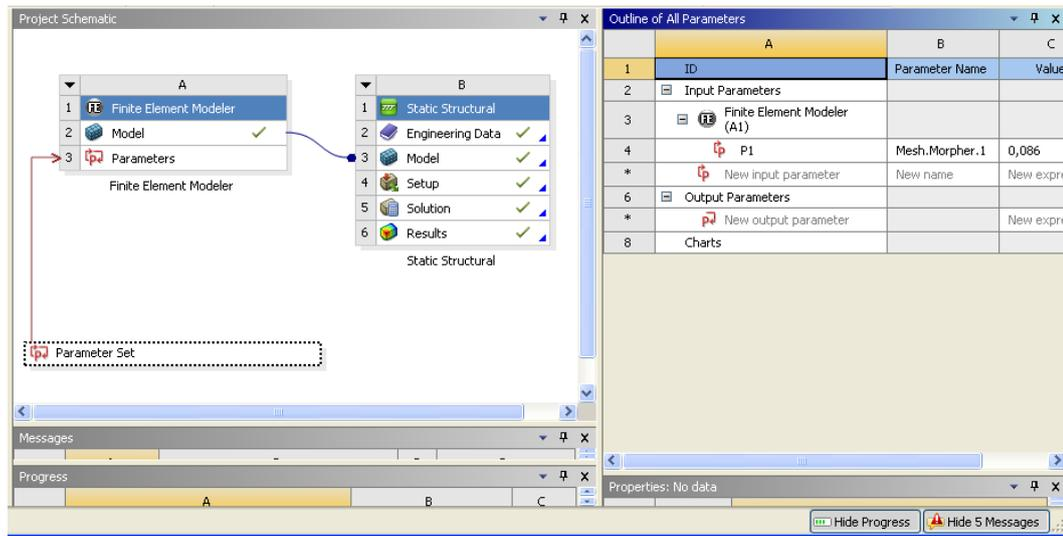 Project Schematic
A
1 Finite Element Modeler
2 Model
3 Parameters
Finite Element Modeler
B
1 Static Structural
2 Engineering Data
3 Model
4 Setup
5 Solution
6 Results
Static Structural
Parameter Set
Messages
Progress
A B C
Outline of All Parameters
A B C
1 ID Parameter Name Value
2 Input Parameters
3 Finite Element Modeler
(A1)
4 P1 Mesh.Morpher.1 0,086
* New input parameter New name New expre
6 Output Parameters
* New output parameter New expre
8 Charts
Properties: No data
Hide Progress Hide 5 Messages